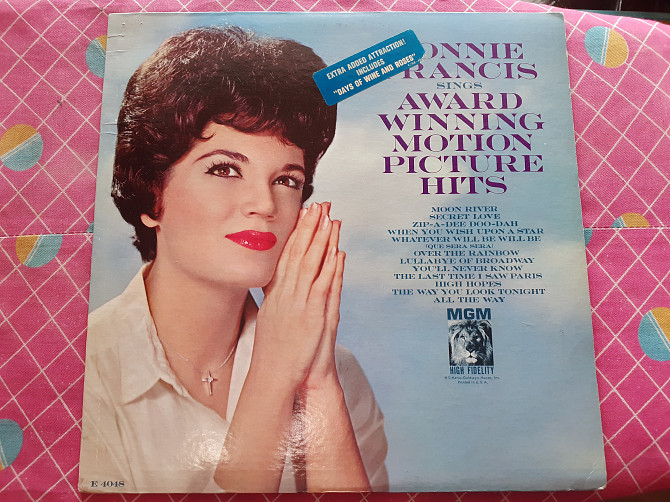 EXTRA ADDED ATTRACTION!
INCLUDES
"DAYS OF WINE AND ROSES"
ONNIE
RANCIS
SINGS
AWARD
WINNING
MOTION
PICTURE
HITS
MOON RIVER
SECRET LOVE
ZIP-A-DEE DOO-DAH
WHEN YOU WISH UPON A STAR
WHATEVER WILL BE WILL BE
(QUE SERA SERA)
OVER THE RAINBOW
LULLABYE OF BROADWAY
YOU'LL NEVER KNOW
THE LAST TIME I SAW PARIS
HIGH HOPES
THE WAY YOU LOOK TONIGHT
ALL THE WAY
MGM
HIGH FIDELITY
Printed in U.S.A.
E 4048